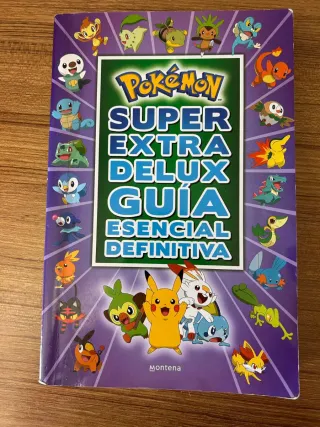 POKÉMON
SUPER
EXTRA
DELUX
GUÍA
ESENCIAL
DEFINITIVA
Montena